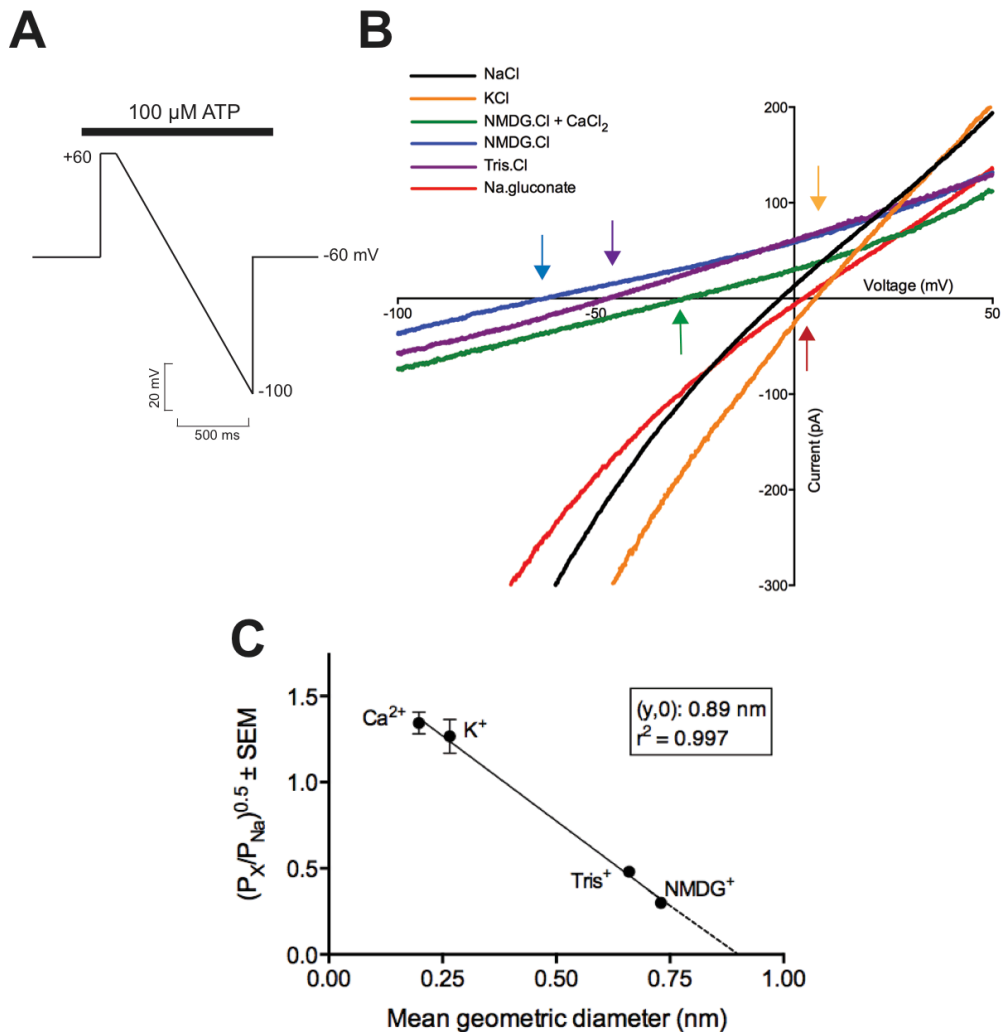 A
100 µM ATP
+60
-60 mV
-100
20 mV
500 ms
B
NaCl
KCl
NMDG.Cl + CaCl₂
NMDG.Cl
Tris.Cl
Na.gluconate
200
100
Voltage (mV)
-100
-50
50
-100
-200
-300
Current (pA)
C
1.5
1.0
0.5
0.0
(Pₓ/P_Na)^0.5 ± SEM
Ca²⁺
K⁺
Tris⁺
NMDG⁺
(y,0): 0.89 nm
r² = 0.997
0.00
0.25
0.50
0.75
1.00
Mean geometric diameter (nm)